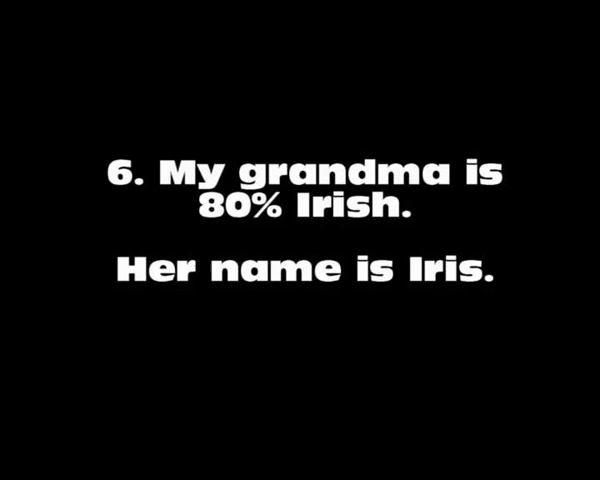 6. My grandma is
80% Irish.
Her name is Iris.